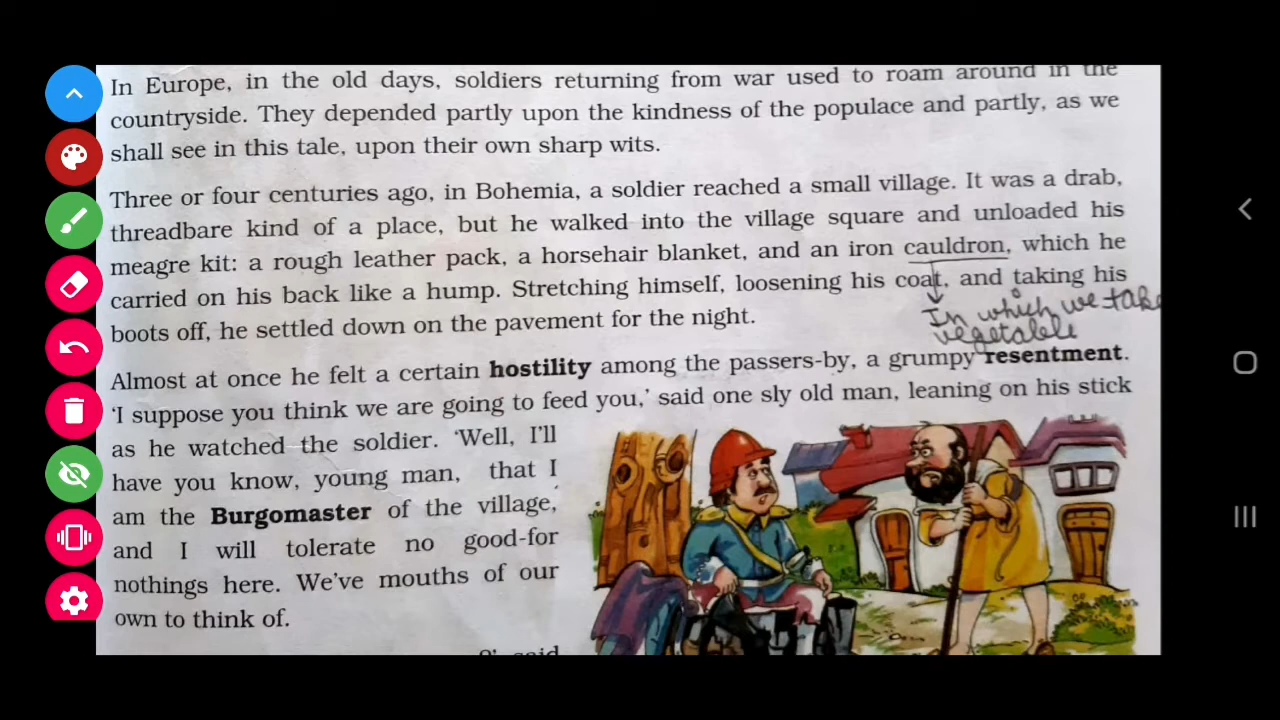 In Europe, in the old days, soldiers returning from war used to roam around in the
countryside. They depended partly upon the kindness of the populace and partly, as we
shall see in this tale, upon their own sharp wits.
Three or four centuries ago, in Bohemia, a soldier reached a small village. It was a drab,
threadbare kind of a place, but he walked into the village square and unloaded his
meagre kit: a rough leather pack, a horsehair blanket, and an iron cauldron, which he
carried on his back like a hump. Stretching himself, loosening his coat, and taking his
boots off, he settled down on the pavement for the night.
In which we take
vegetable
Almost at once he felt a certain hostility among the passers-by, a grumpy resentment.
'I suppose you think we are going to feed you,' said one sly old man, leaning on his stick
as he watched the soldier. 'Well, I'll
have you know, young man, that I
am the Burgomaster of the village,
and I will tolerate no good-for
nothings here. We've mouths of our
own to think of.
said